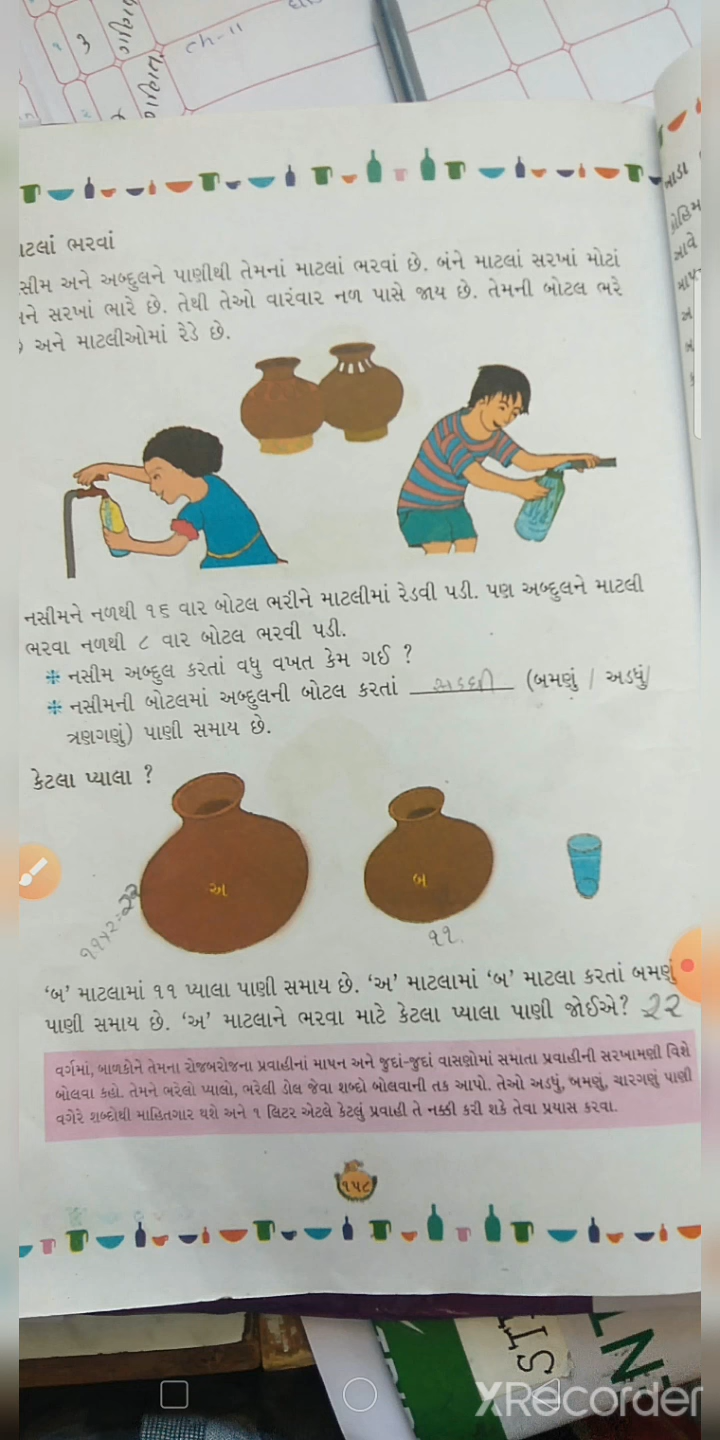 ch-11
ટલાં ભરવાં
સીમ અને અબ્દુલને પાણીથી તેમનાં માટલાં ભરવાં છે. બંને માટલાં સરખાં મોટાં
ને સરખાં ભારે છે. તેથી તેઓ વારંવાર નળ પાસે જાય છે. તેમની બોટલ ભરે
અને માટલીઓમાં રેડે છે.
નસીમને નળથી ૧૬ વાર બોટલ ભરીને માટલીમાં રેડવી પડી. પણ અબ્દુલને માટલી
ભરવા નળથી ૮ વાર બોટલ ભરવી પડી.
❉ નસીમ અબ્દુલ કરતાં વધુ વખત કેમ ગઈ ?
❉ નસીમની બોટલમાં અબ્દુલની બોટલ કરતાં અડધી (બમણું / અડધું/
ત્રણગણું) પાણી સમાય છે.
કેટલા પ્યાલા ?
અ
બ
૧૧×૨=૨૨
૧૧
‘બ’ માટલામાં ૧૧ પ્યાલા પાણી સમાય છે. ‘અ’ માટલામાં ‘બ’ માટલા કરતાં બમણું
પાણી સમાય છે. ‘અ’ માટલાને ભરવા માટે કેટલા પ્યાલા પાણી જોઈએ? ૨૨
વર્ગમાં, બાળકોને તેમના રોજબરોજના પ્રવાહીનાં માપન અને જુદાં-જુદાં વાસણોમાં સમાતા પ્રવાહીની સરખામણી વિશે
બોલવા કહો. તેમને ભરેલો પ્યાલો, ભરેલી ડોલ જેવા શબ્દો બોલવાની તક આપો. તેઓ અડધું, બમણું, ચારગણું પાણી
વગેરે શબ્દોથી માહિતગાર થશે અને ૧ લિટર એટલે કેટલું પ્રવાહી તે નક્કી કરી શકે તેવા પ્રયાસ કરવા.
૧૫૮
XRecorder